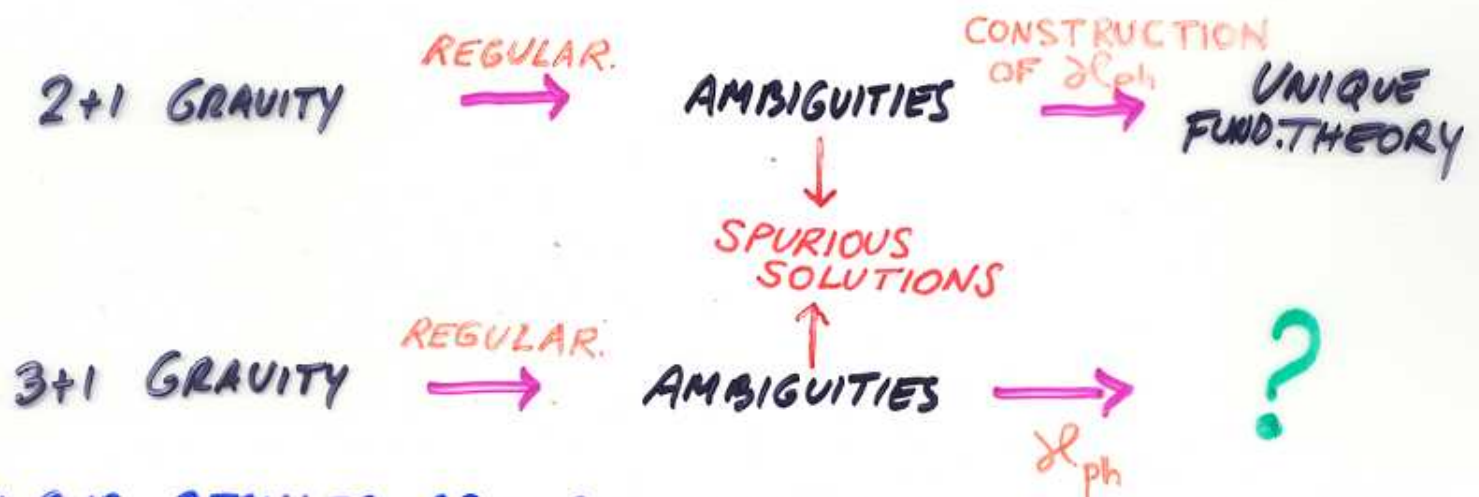 2+1 GRAVITY
REGULAR.
AMBIGUITIES
CONSTRUCTION
OF ℋph
UNIQUE
FUND.THEORY
SPURIOUS
SOLUTIONS
3+1 GRAVITY
REGULAR.
AMBIGUITIES
ℋph
?